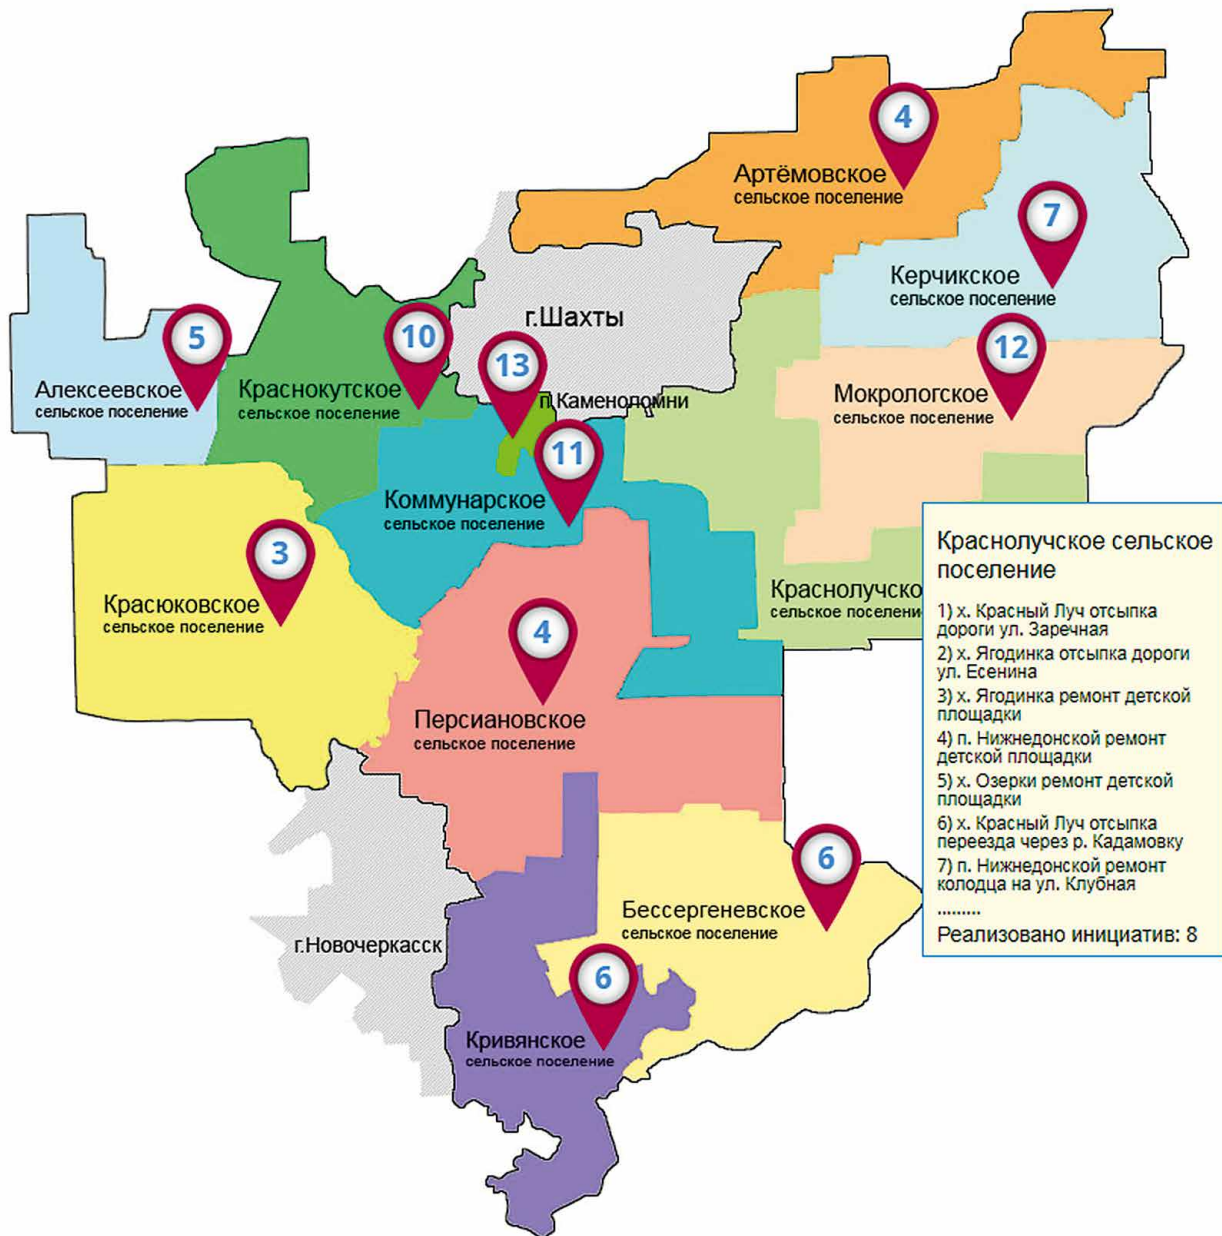 4
Артёмовское
сельское поселение
7
Керчикское
сельское поселение
г.Шахты
5
Алексеевское
сельское поселение
10
Краснокутское
сельское поселение
13
п.Каменоломни
12
Мокрологское
сельское поселение
11
Коммунарское
сельское поселение
3
Красюковское
сельское поселение
Краснолучско
сельское поселени
4
Персиановское
сельское поселение
6
Бессергеневское
сельское поселение
г.Новочеркасск
6
Кривянское
сельское поселение
Краснолучское сельское
поселение
1) х. Красный Луч отсыпка
дороги ул. Заречная
2) х. Ягодинка отсыпка дороги
ул. Есенина
3) х. Ягодинка ремонт детской
площадки
4) п. Нижнедонской ремонт
детской площадки
5) х. Озерки ремонт детской
площадки
6) х. Красный Луч отсыпка
переезда через р. Кадамовку
7) п. Нижнедонской ремонт
колодца на ул. Клубная
.........
Реализовано инициатив: 8